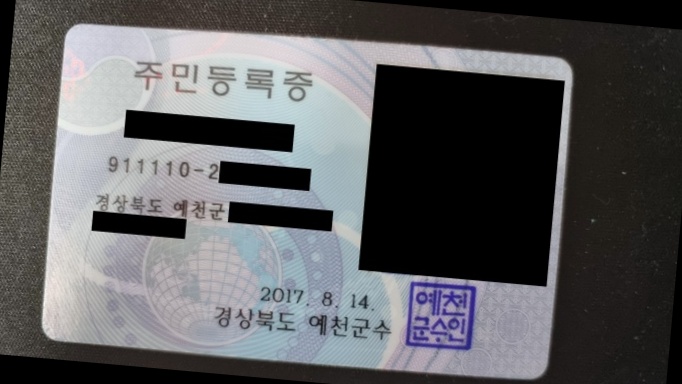 주민등록증
911110-2
경상북도 예천군
2017. 8. 14.
경상북도 예천군수
예천
군수인